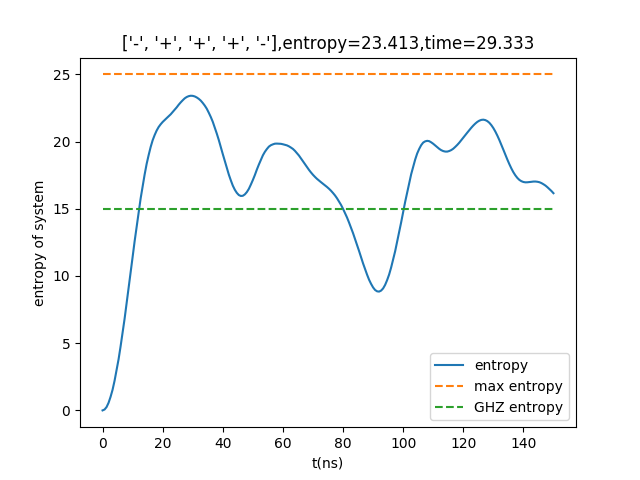 ['-', '+', '+', '+', '-'],entropy=23.413,time=29.333
25
20
15
10
5
0
entropy of system
0 20 40 60 80 100 120 140
t(ns)
entropy
max entropy
GHZ entropy